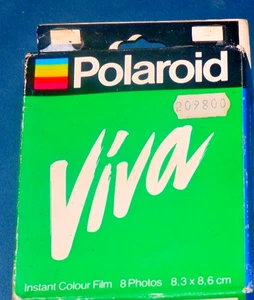 Polaroid
209800
Viva
Instant Colour Film 8 Photos 8.3 x 8.6 cm